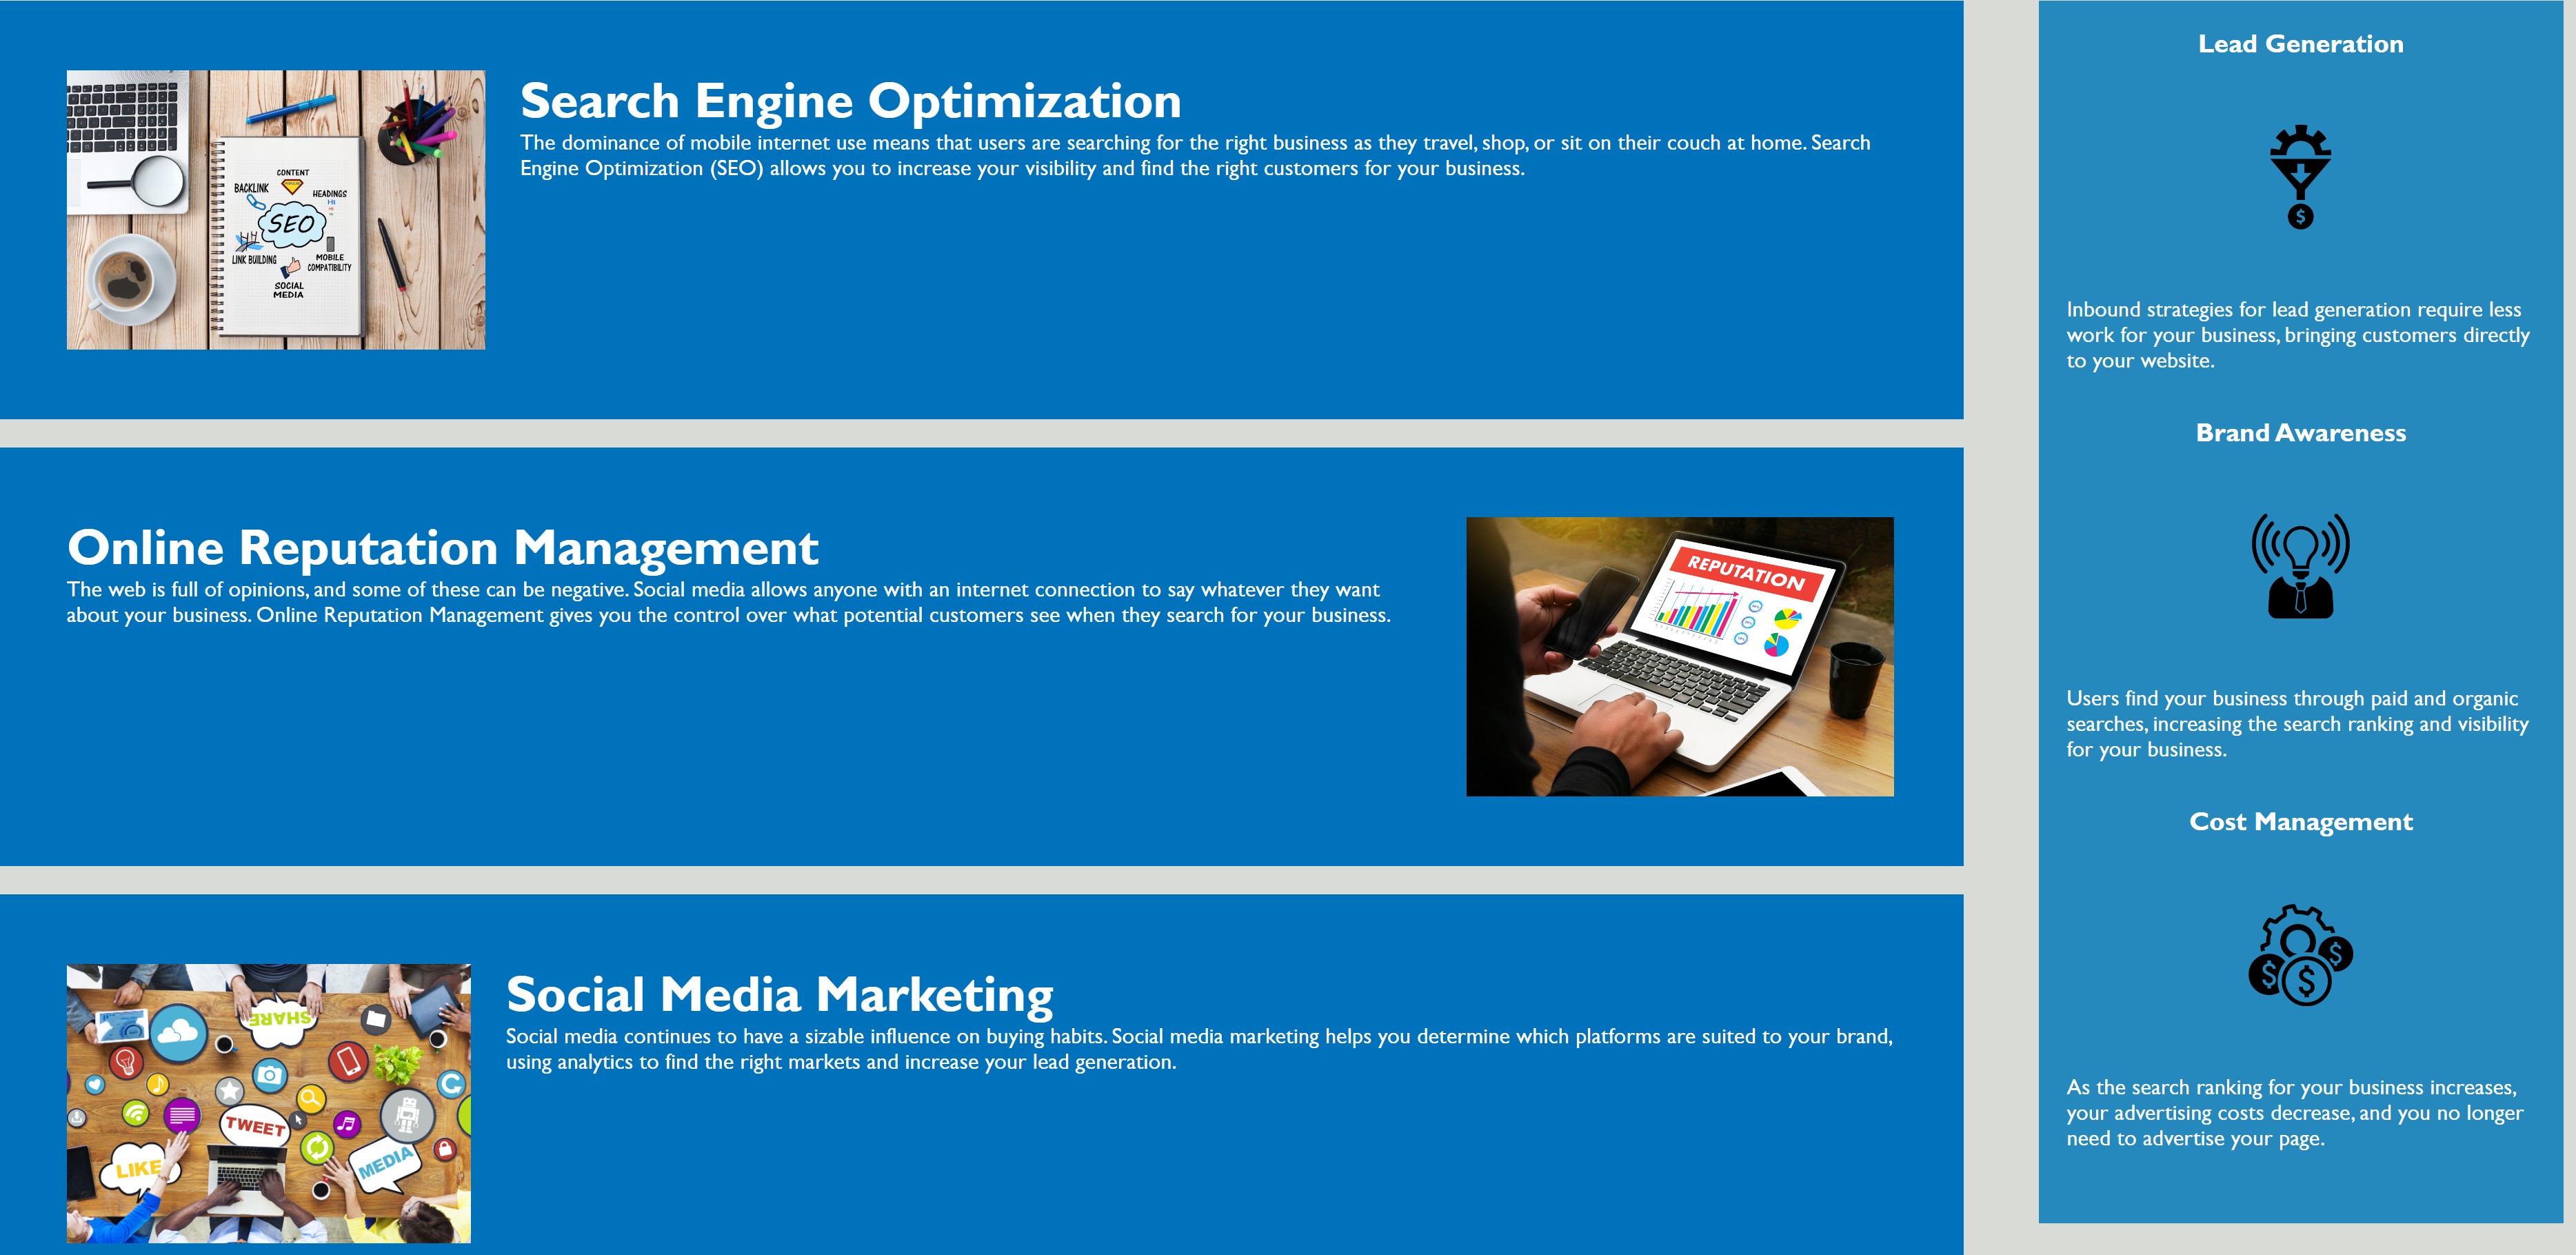 Search Engine Optimization
The dominance of mobile internet use means that users are searching for the right business as they travel, shop, or sit on their couch at home. Search
Engine Optimization (SEO) allows you to increase your visibility and find the right customers for your business.
CONTENT
BACKLINK
HEADINGS
H1
SEO
LINK BUILDING
MOBILE
COMPATIBILITY
SOCIAL
MEDIA
Online Reputation Management
The web is full of opinions, and some of these can be negative. Social media allows anyone with an internet connection to say whatever they want
about your business. Online Reputation Management gives you the control over what potential customers see when they search for your business.
REPUTATION
Social Media Marketing
Social media continues to have a sizable influence on buying habits. Social media marketing helps you determine which platforms are suited to your brand,
using analytics to find the right markets and increase your lead generation.
SHARE
TWEET
LIKE
MEDIA
Lead Generation
$
Inbound strategies for lead generation require less
work for your business, bringing customers directly
to your website.
Brand Awareness
Users find your business through paid and organic
searches, increasing the search ranking and visibility
for your business.
Cost Management
$ $ $
As the search ranking for your business increases,
your advertising costs decrease, and you no longer
need to advertise your page.